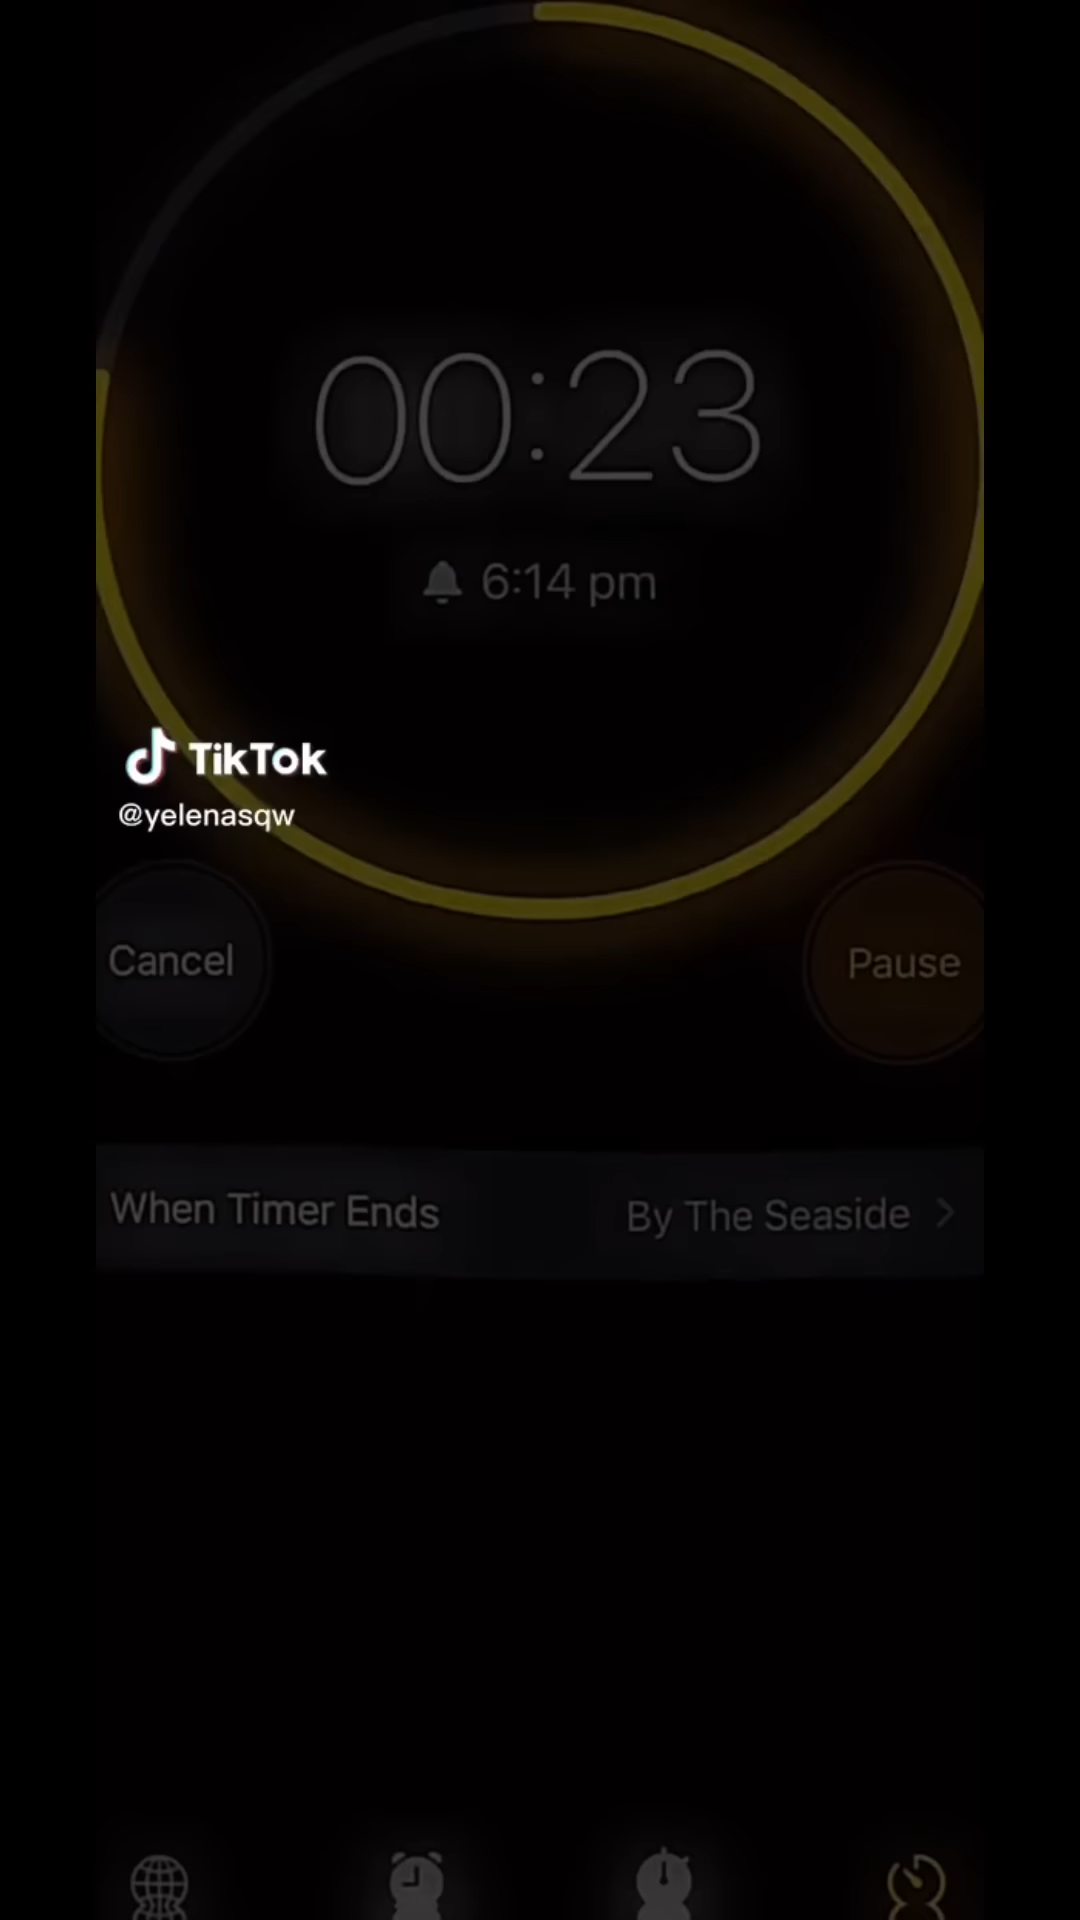 00:23
6:14 pm
TikTok
@yelenasqw
Cancel
Pause
When Timer Ends
By The Seaside